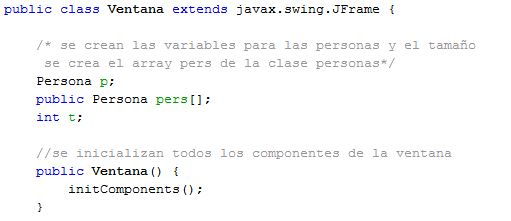 public class Ventana extends javax.swing.JFrame {
/* se crean las variables para las personas y el tamaño
se crea el array pers de la clase personas*/
Persona p;
public Persona pers[];
int t;
//se inicializan todos los componentes de la ventana
public Ventana() {
initComponents();
}